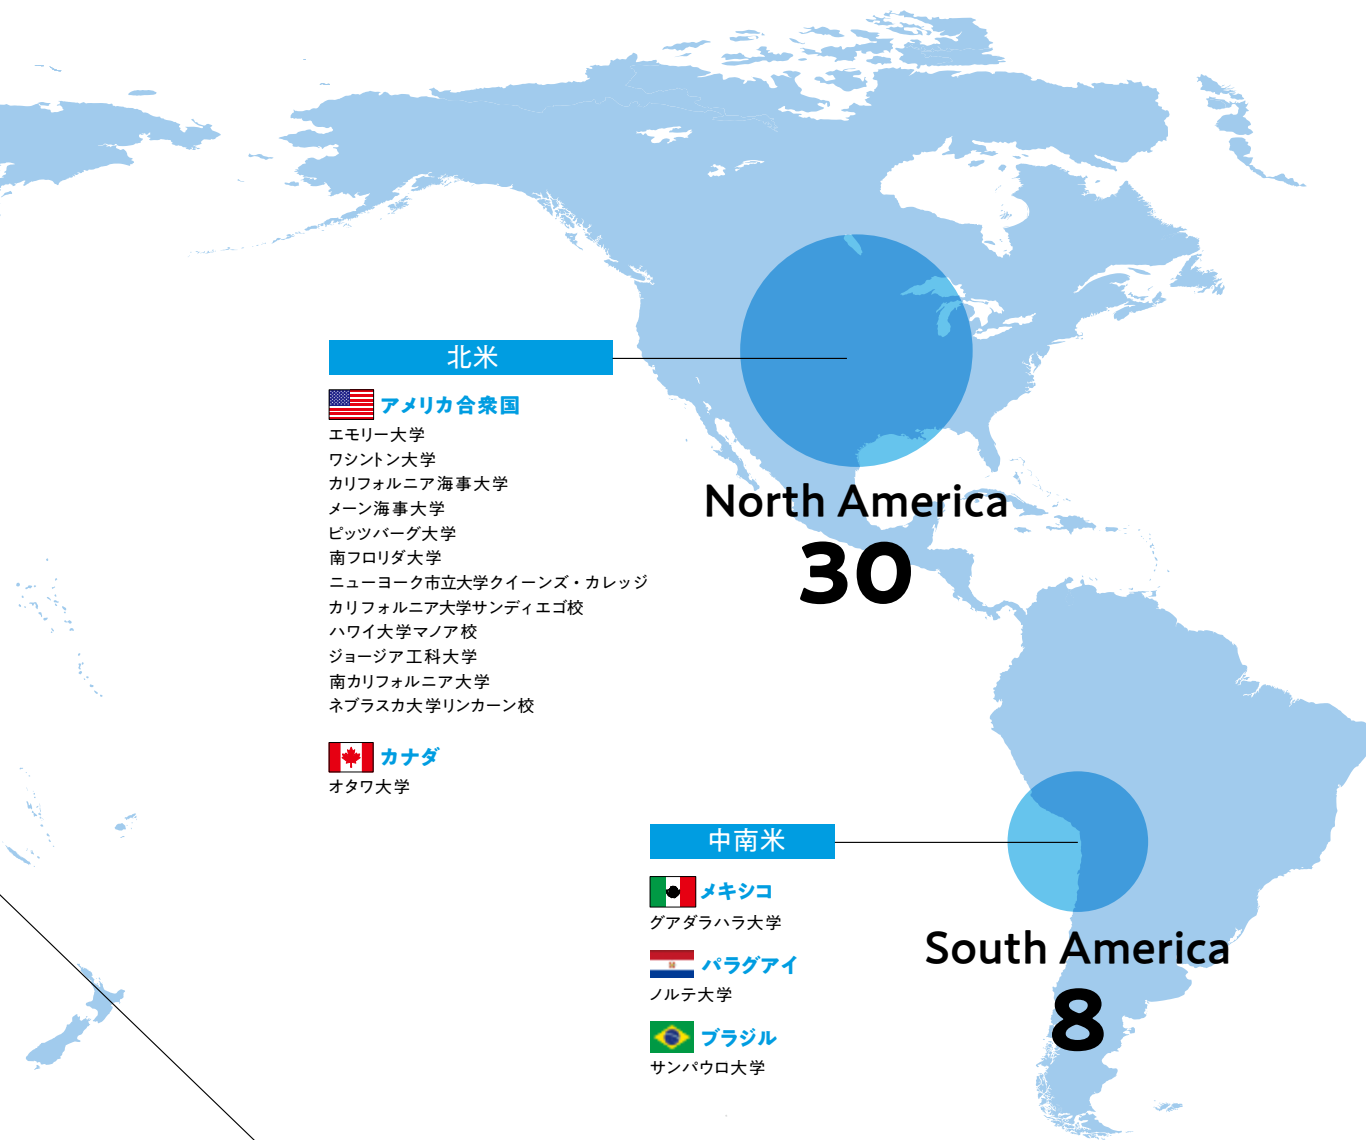 北米
アメリカ合衆国
エモリー大学
ワシントン大学
カリフォルニア海事大学
メーン海事大学
ピッツバーグ大学
南フロリダ大学
ニューヨーク市立大学クイーンズ・カレッジ
カリフォルニア大学サンディエゴ校
ハワイ大学マノア校
ジョージア工科大学
南カリフォルニア大学
ネブラスカ大学リンカーン校
カナダ
オタワ大学
North America
30
中南米
メキシコ
グアダラハラ大学
パラグアイ
ノルテ大学
ブラジル
サンパウロ大学
South America
8